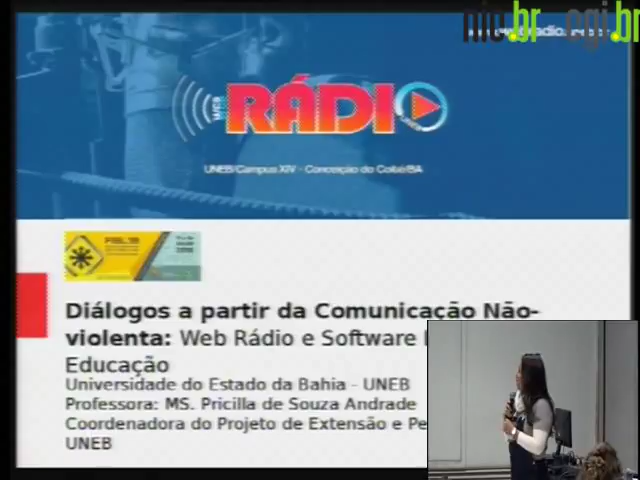 nic.br cgi.br
WEB
RÁDIO
UNEB
UNEB/Campus XIV - Conceição do Coité/BA
Diálogos a partir da Comunicação Não-
violenta: Web Rádio e Software
Educação
Universidade do Estado da Bahia - UNEB
Professora: MS. Pricilla de Souza Andrade
Coordenadora do Projeto de Extensão e
UNEB